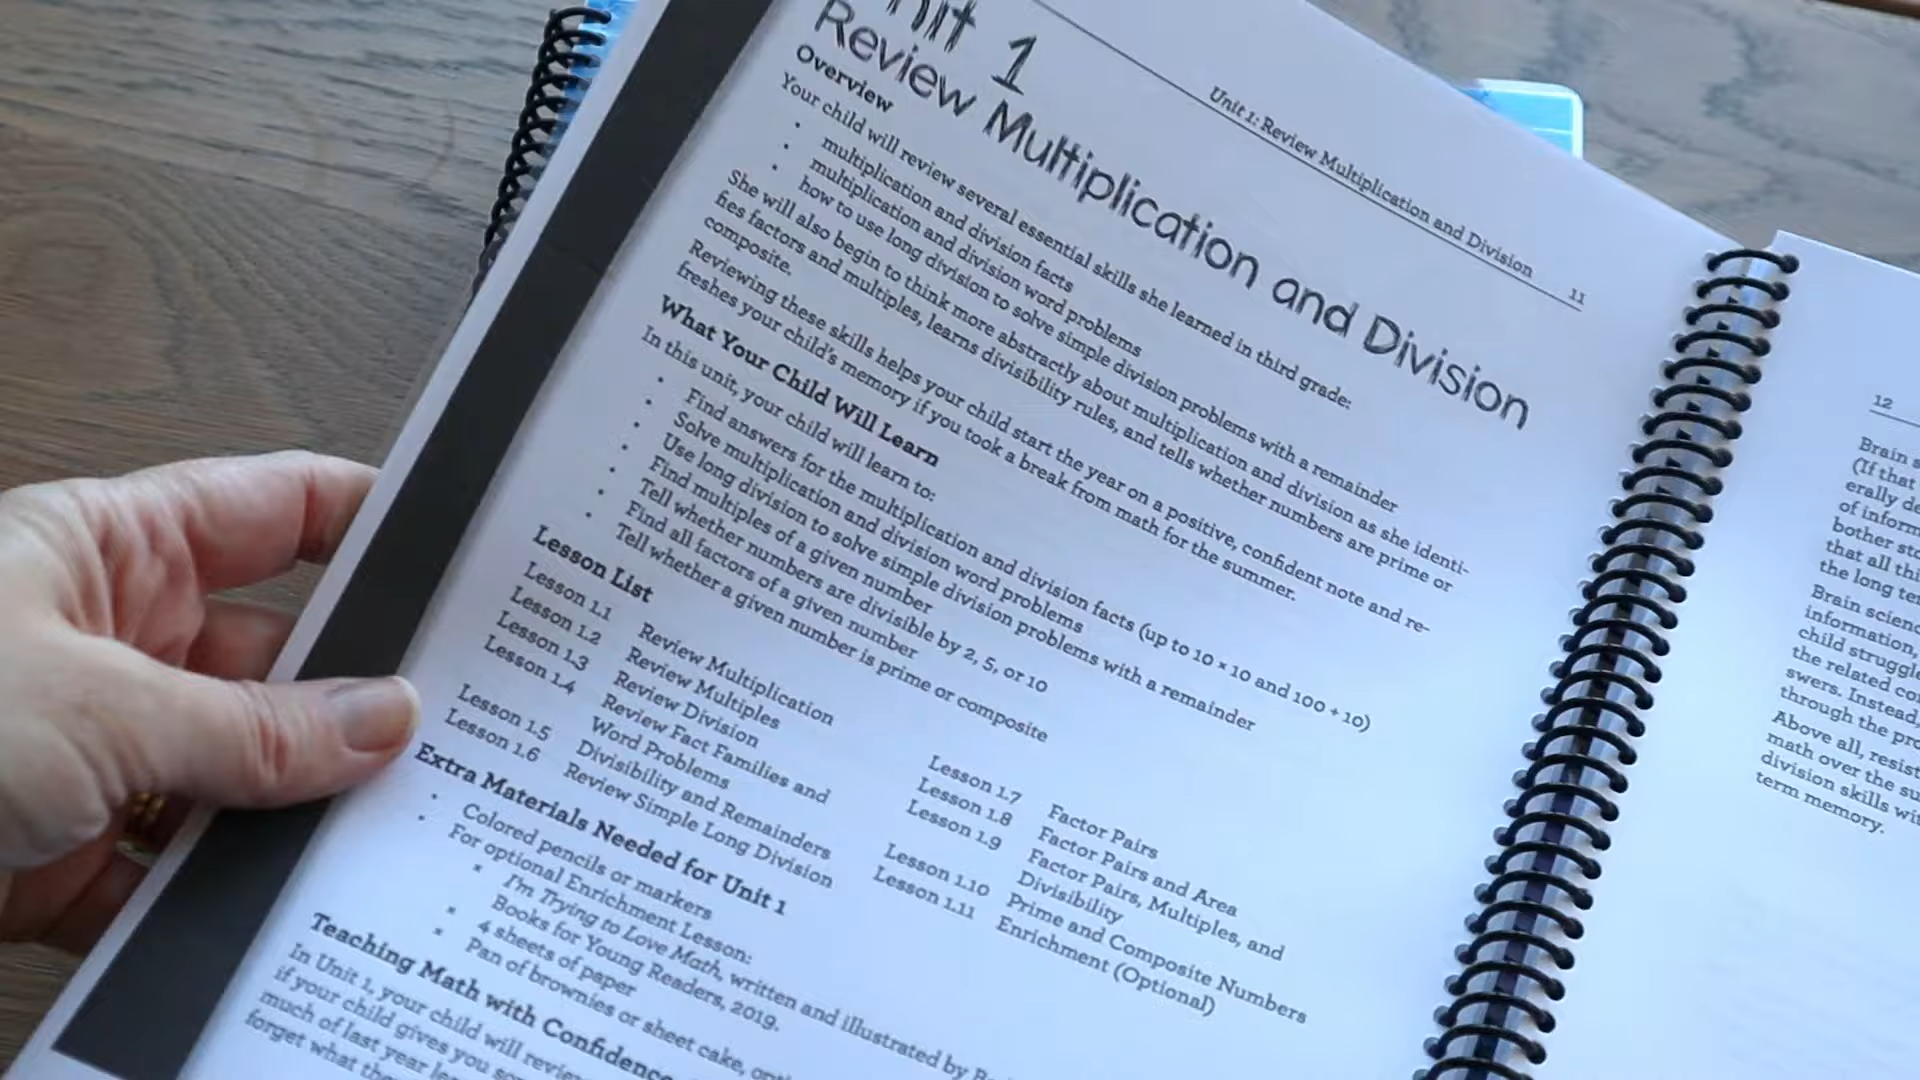 Unit 1: Review Multiplication and Division
11
1
Review Multiplication and Division
Overview
Your child will review several essential skills she learned in third grade:
• multiplication and division facts
• multiplication and division word problems
• how to use long division to solve simple division problems with a remainder
She will also begin to think more abstractly about multiplication and division as she identi-
fies factors and multiples, learns divisibility rules, and tells whether numbers are prime or
composite.
Reviewing these skills helps your child start the year on a positive, confident note and re-
freshes your child's memory if you took a break from math for the summer.
What Your Child Will Learn
In this unit, your child will learn to:
• Find answers for the multiplication and division facts (up to 10 × 10 and 100 ÷ 10)
• Solve multiplication and division word problems
• Use long division to solve simple division problems with a remainder
• Find multiples of a given number
• Tell whether numbers are divisible by 2, 5, or 10
• Find all factors of a given number
• Tell whether a given number is prime or composite
Lesson List
Lesson 1.1 Review Multiplication
Lesson 1.2 Review Multiples
Lesson 1.3 Review Division
Lesson 1.4 Review Fact Families and
Word Problems
Lesson 1.5 Divisibility and Remainders
Lesson 1.6 Review Simple Long Division
Lesson 1.7 Factor Pairs
Lesson 1.8 Factor Pairs and Area
Lesson 1.9 Factor Pairs, Multiples, and
Divisibility
Lesson 1.10 Prime and Composite Numbers
Lesson 1.11 Enrichment (Optional)
Extra Materials Needed for Unit 1
• Colored pencils or markers
• For optional Enrichment Lesson:
× I'm Trying to Love Math, written and illustrated by
Books for Young Readers, 2019.
× 4 sheets of paper
× Pan of brownies or sheet cake,
Teaching Math with Confidence
In Unit 1, your child will review
if your child gives you
much of last year
forget what
12
Brain
(If that
erally
of
bother
that all
the long
Brain
information,
child
the related
swers. Instead,
through the
Above all, resist
math over the
division skills
term memory.